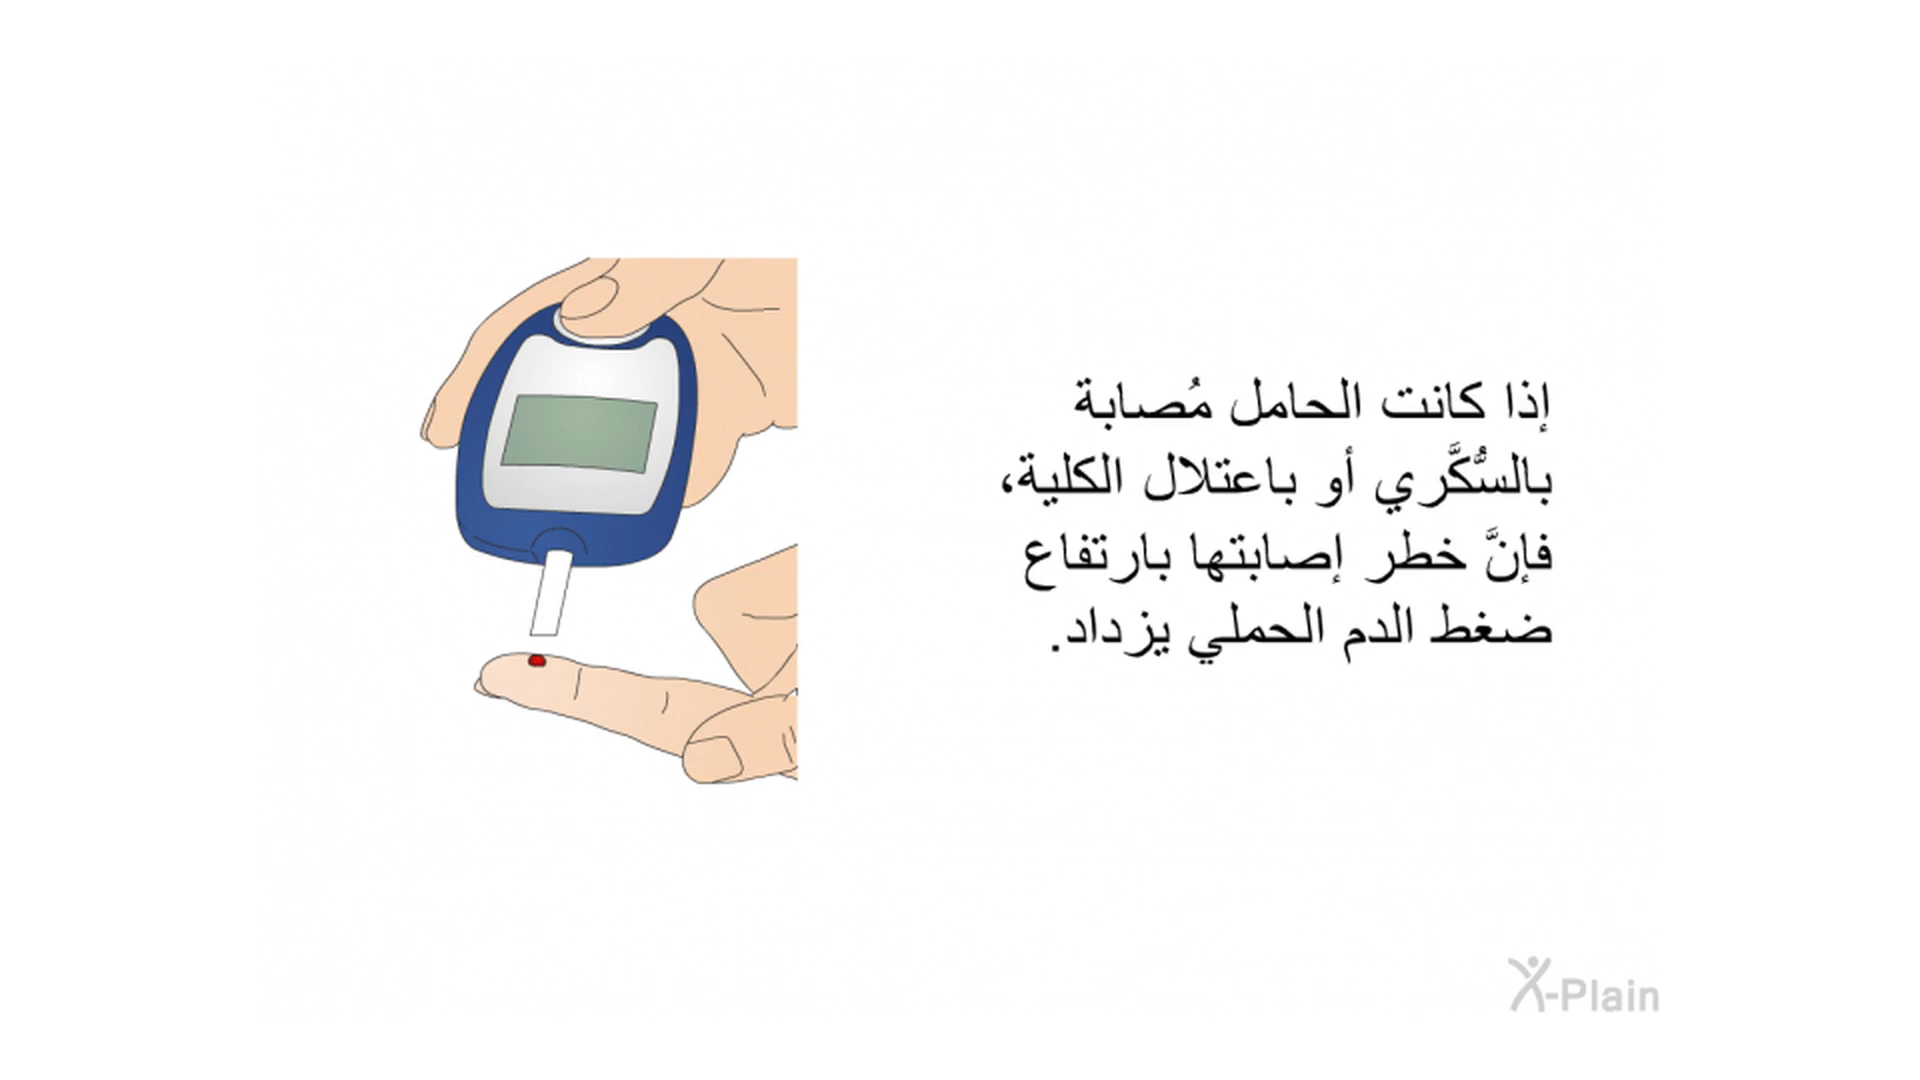 إذا كانت الحامل مُصابة
بالسُّكَّري أو باعتلال الكلية،
فإنَّ خطر إصابتها بارتفاع
ضغط الدم الحملي يزداد.
X-Plain